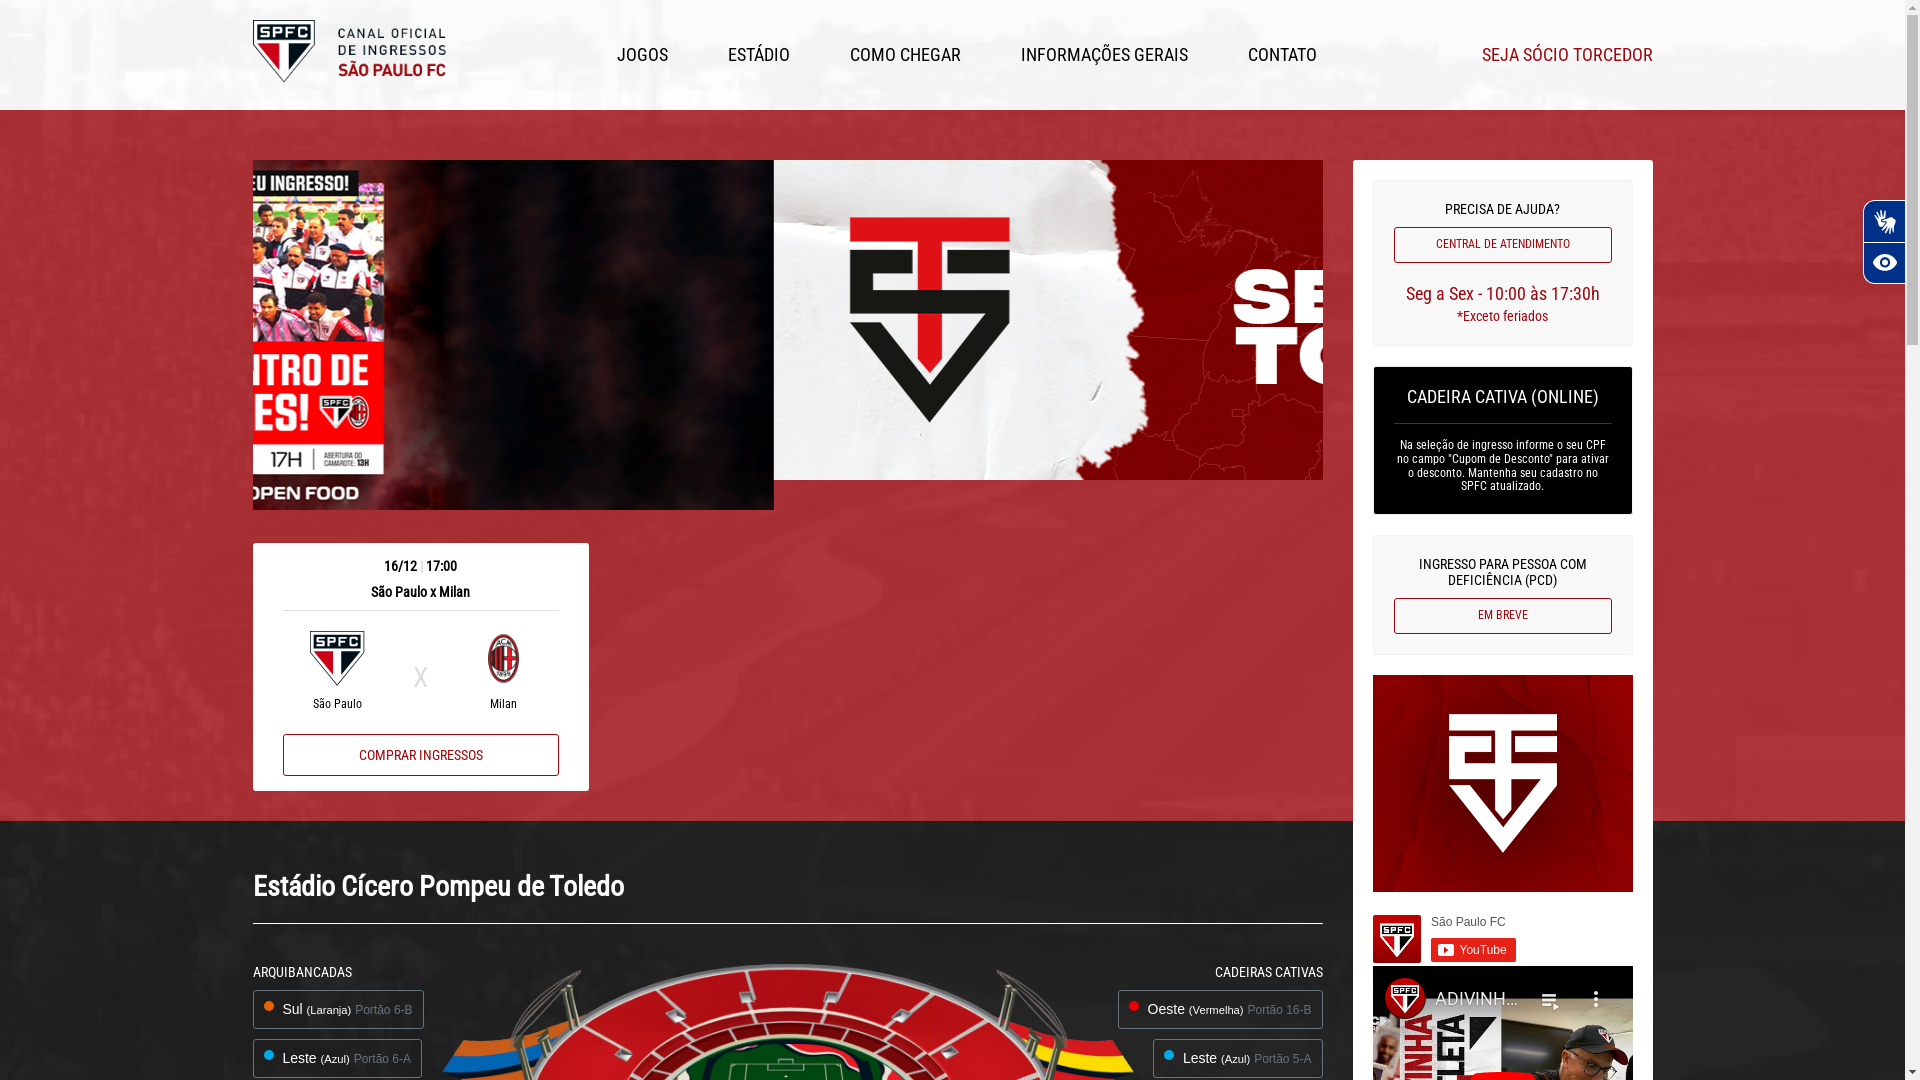 SPFC
CANAL OFICIAL
DE INGRESSOS
SÃO PAULO FC
JOGOS
ESTÁDIO
COMO CHEGAR
INFORMAÇÕES GERAIS
CONTATO
SEJA SÓCIO TORCEDOR
EU INGRESSO!
NTRO DE
ES!
SPFC
17H
ABERTURA DO
CAMAROTE: 13H
OPEN FOOD
SE
TO
PRECISA DE AJUDA?
CENTRAL DE ATENDIMENTO
Seg a Sex - 10:00 às 17:30h
*Exceto feriados
CADEIRA CATIVA (ONLINE)
Na seleção de ingresso informe o seu CPF
no campo "Cupom de Desconto" para ativar
o desconto. Mantenha seu cadastro no
SPFC atualizado.
INGRESSO PARA PESSOA COM
DEFICIÊNCIA (PCD)
EM BREVE
16/12 | 17:00
São Paulo x Milan
SPFC
X
São Paulo
Milan
COMPRAR INGRESSOS
Estádio Cícero Pompeu de Toledo
ARQUIBANCADAS
Sul (Laranja) Portão 6-B
Leste (Azul) Portão 6-A
CADEIRAS CATIVAS
Oeste (Vermelha) Portão 16-B
Leste (Azul) Portão 5-A
SPFC
São Paulo FC
YouTube
SPFC
ADIVINH...